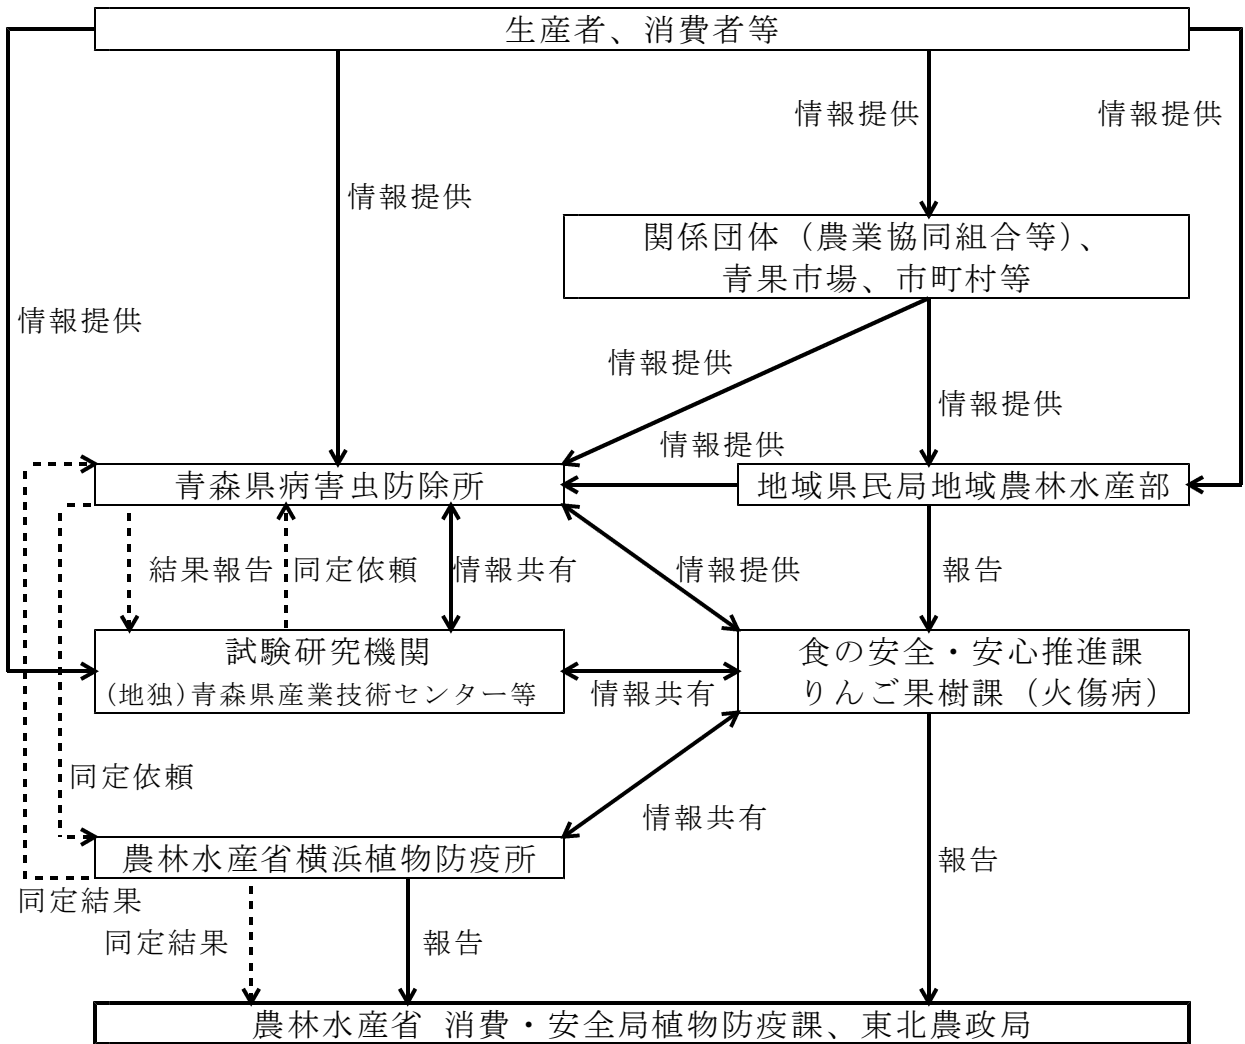 生産者、消費者等
情報提供
情報提供
情報提供
関係団体（農業協同組合等）、
青果市場、市町村等
情報提供
情報提供
情報提供
情報提供
青森県病害虫防除所
地域県民局地域農林水産部
結果報告
同定依頼
情報共有
情報提供
報告
試験研究機関
（地独）青森県産業技術センター等
食の安全・安心推進課
りんご果樹課（火傷病）
情報共有
同定依頼
情報共有
農林水産省横浜植物防疫所
報告
同定結果
同定結果
報告
農林水産省 消費・安全局植物防疫課、東北農政局